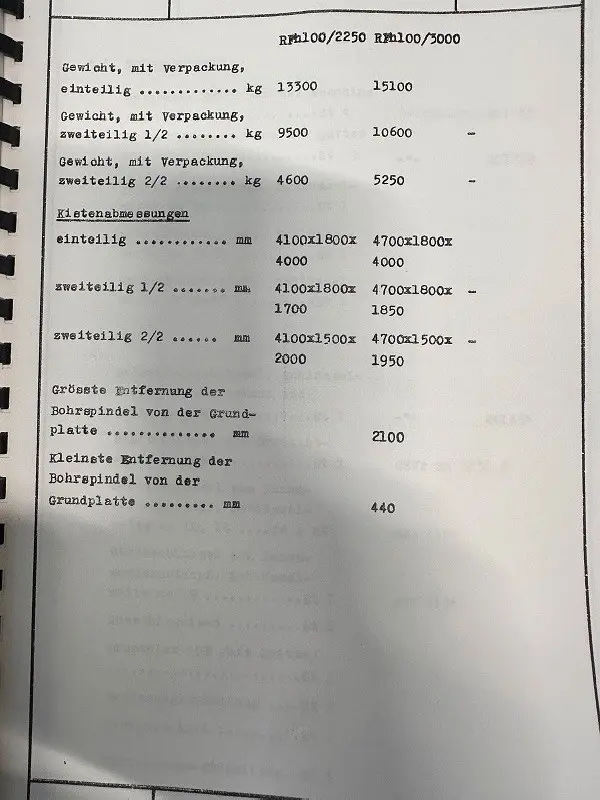 RFh100/2250 RFh100/3000
Gewicht, mit Verpackung,
einteilig ............. kg 13300 15100
Gewicht, mit Verpackung,
zweiteilig 1/2 ........ kg 9500 10600 -
Gewicht, mit Verpackung,
zweiteilig 2/2 ........ kg 4600 5250 -
Kistenabmessungen
einteilig ............ mm 4100x1800x 4700x1800x
4000 4000
zweiteilig 1/2 ....... mm 4100x1800x 4700x1800x -
1700 1850
zweiteilig 2/2 ...... mm 4100x1500x 4700x1500x -
2000 1950
Grösste Entfernung der
Bohrspindel von der Grund-
platte .............. mm 2100
Kleinste Entfernung der
Bohrspindel von der
Grundplatte ......... mm 440